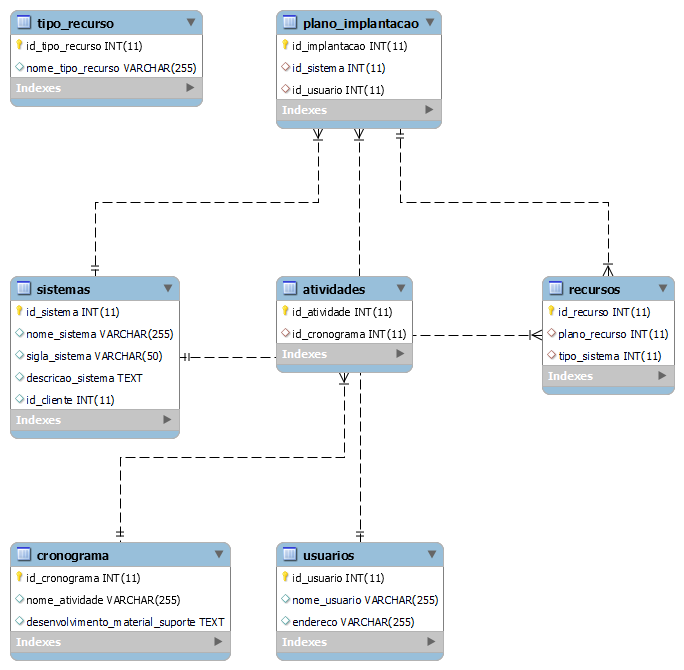 tipo_recurso
id_tipo_recurso INT(11)
nome_tipo_recurso VARCHAR(255)
Indexes
plano_implantacao
id_implantacao INT(11)
id_sistema INT(11)
id_usuario INT(11)
Indexes
sistemas
id_sistema INT(11)
nome_sistema VARCHAR(255)
sigla_sistema VARCHAR(50)
descricao_sistema TEXT
id_cliente INT(11)
Indexes
atividades
id_atividade INT(11)
id_cronograma INT(11)
Indexes
recursos
id_recurso INT(11)
plano_recurso INT(11)
tipo_sistema INT(11)
Indexes
cronograma
id_cronograma INT(11)
nome_atividade VARCHAR(255)
desenvolvimento_material_suporte TEXT
Indexes
usuarios
id_usuario INT(11)
nome_usuario VARCHAR(255)
endereco VARCHAR(255)
Indexes